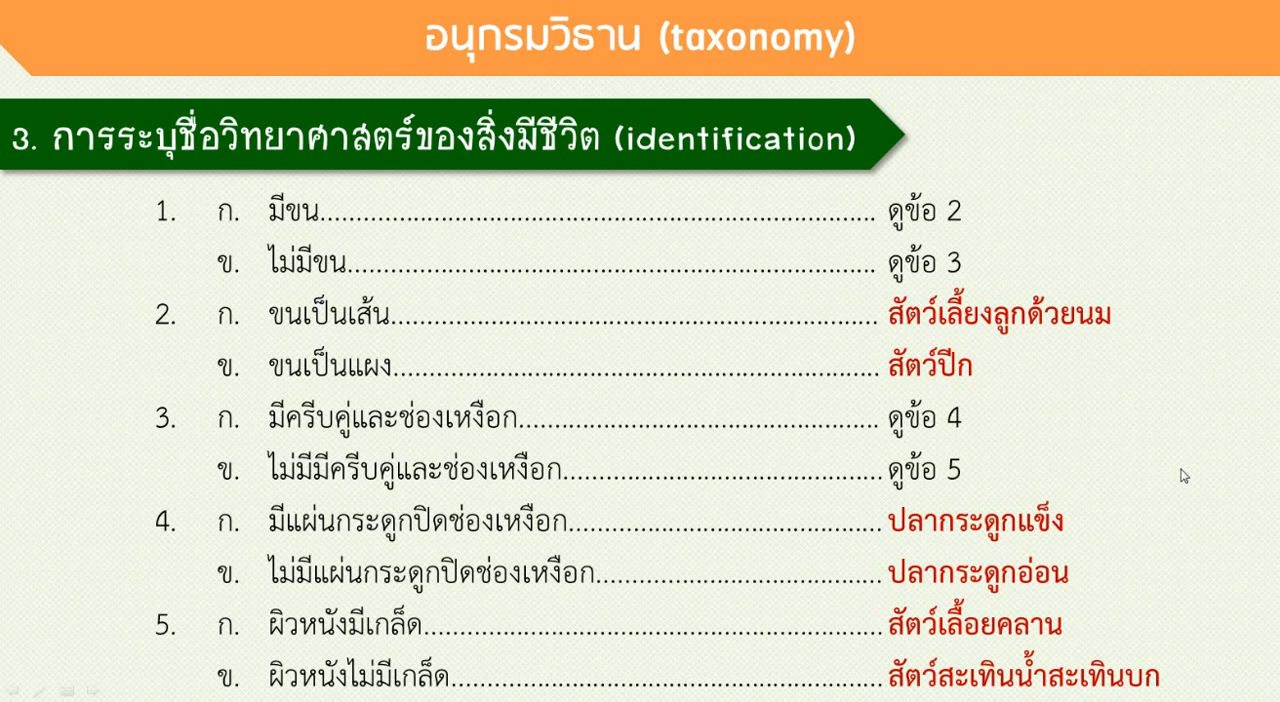 อนุกรมวิธาน (taxonomy)
3. การระบุชื่อวิทยาศาสตร์ของสิ่งมีชีวิต (identification)
1. ก. มีขน........................................................................... ดูข้อ 2
ข. ไม่มีขน....................................................................... ดูข้อ 3
2. ก. ขนเป็นเส้น................................................................. สัตว์เลี้ยงลูกด้วยนม
ข. ขนเป็นแผง................................................................. สัตว์ปีก
3. ก. มีครีบคู่และช่องเหงือก................................................ ดูข้อ 4
ข. ไม่มีมีครีบคู่และช่องเหงือก.......................................... ดูข้อ 5
4. ก. มีแผ่นกระดูกปิดช่องเหงือก......................................... ปลากระดูกแข็ง
ข. ไม่มีแผ่นกระดูกปิดช่องเหงือก..................................... ปลากระดูกอ่อน
5. ก. ผิวหนังมีเกล็ด............................................................ สัตว์เลื้อยคลาน
ข. ผิวหนังไม่มีเกล็ด........................................................ สัตว์สะเทินน้ำสะเทินบก